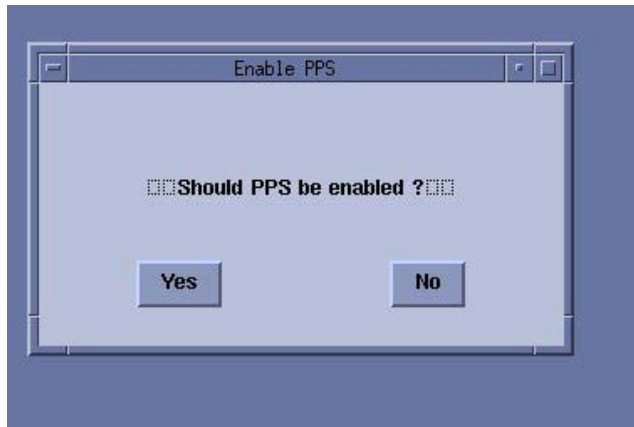 Enable PPS
Should PPS be enabled ?
Yes No